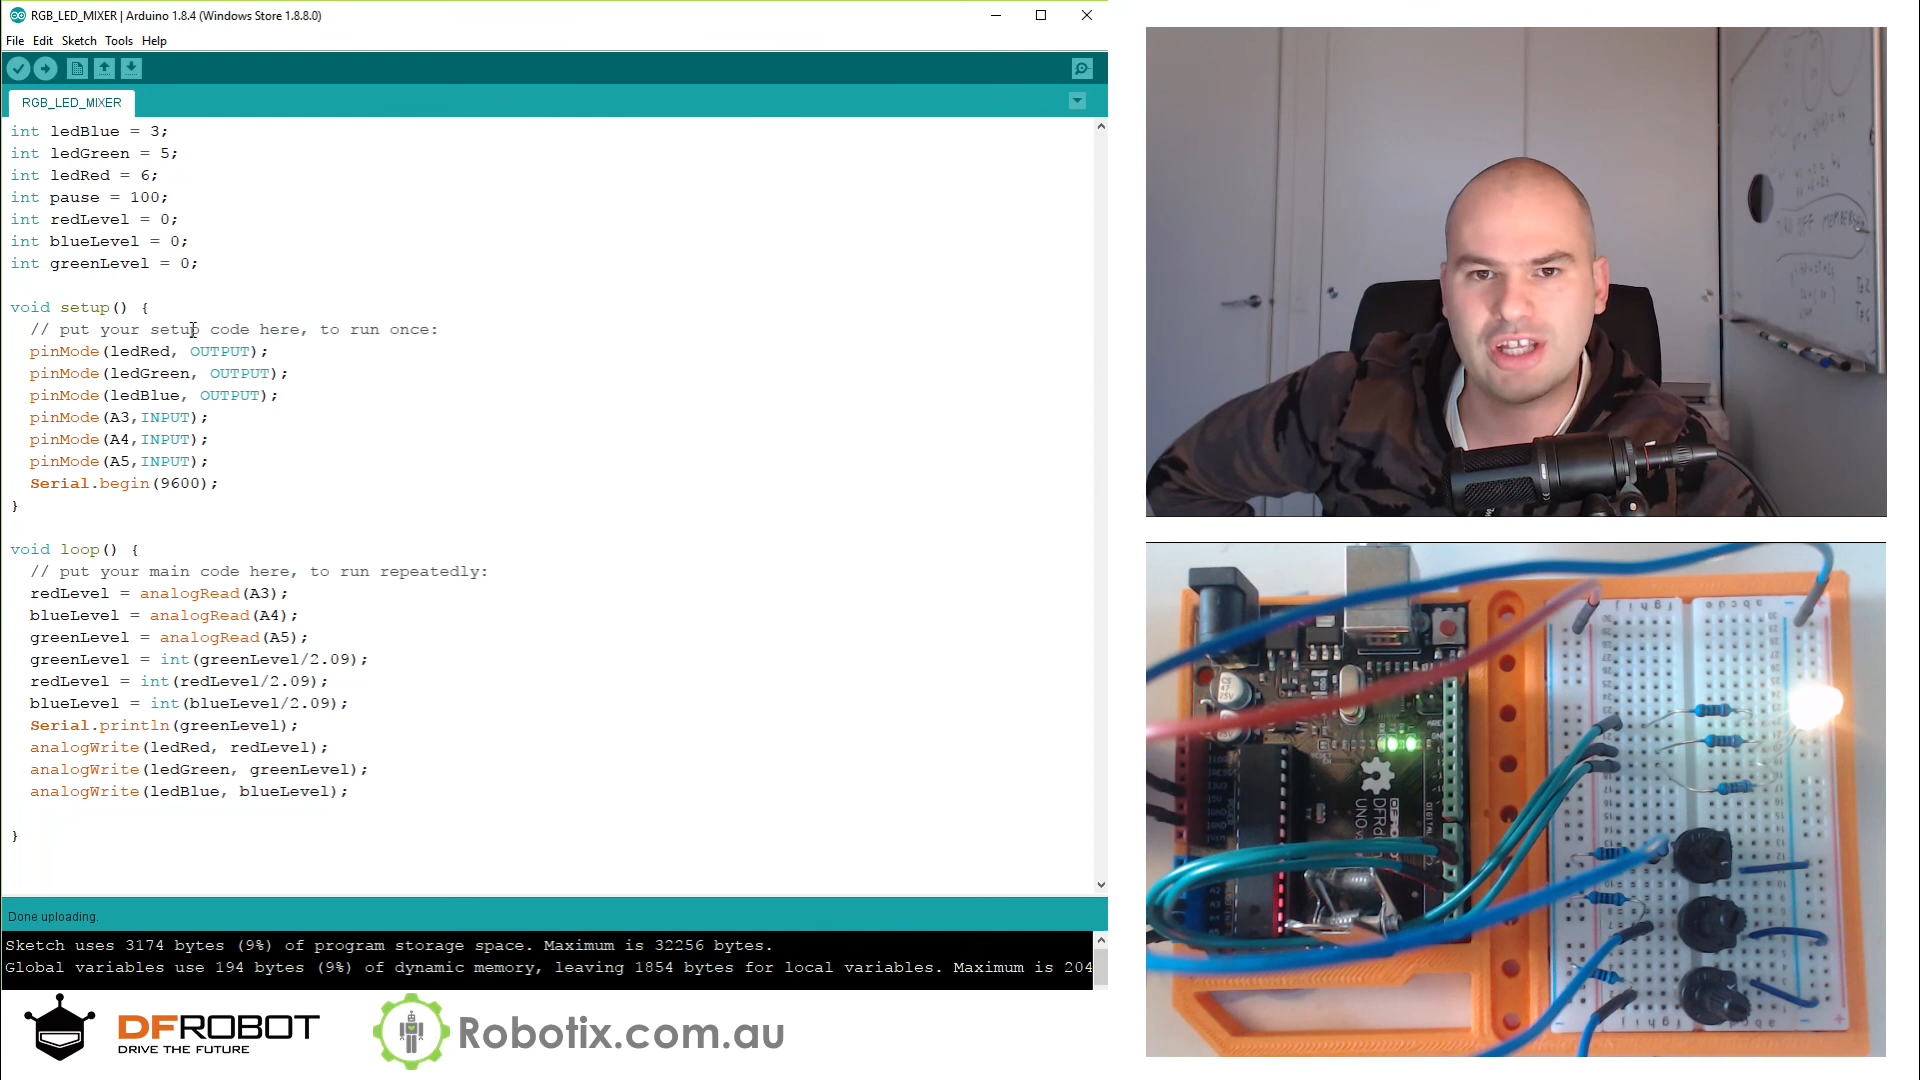 RGB_LED_MIXER | Arduino 1.8.4 (Windows Store 1.8.8.0)
File Edit Sketch Tools Help
RGB_LED_MIXER
int ledBlue = 3;
int ledGreen = 5;
int ledRed = 6;
int pause = 100;
int redLevel = 0;
int blueLevel = 0;
int greenLevel = 0;
void setup() {
// put your setup code here, to run once:
pinMode(ledRed, OUTPUT);
pinMode(ledGreen, OUTPUT);
pinMode(ledBlue, OUTPUT);
pinMode(A3,INPUT);
pinMode(A4,INPUT);
pinMode(A5,INPUT);
Serial.begin(9600);
}
void loop() {
// put your main code here, to run repeatedly:
redLevel = analogRead(A3);
blueLevel = analogRead(A4);
greenLevel = analogRead(A5);
greenLevel = int(greenLevel/2.09);
redLevel = int(redLevel/2.09);
blueLevel = int(blueLevel/2.09);
Serial.println(greenLevel);
analogWrite(ledRed, redLevel);
analogWrite(ledGreen, greenLevel);
analogWrite(ledBlue, blueLevel);
}
Done uploading.
Sketch uses 3174 bytes (9%) of program storage space. Maximum is 32256 bytes.
Global variables use 194 bytes (9%) of dynamic memory, leaving 1854 bytes for local variables. Maximum is 204
DFROBOT
DRIVE THE FUTURE
Robotix.com.au